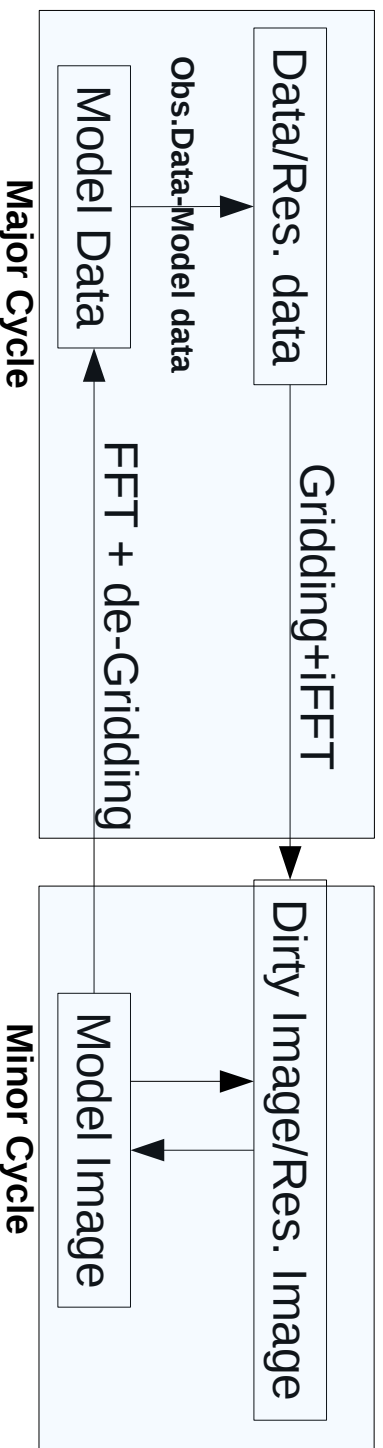 Data/Res. data
Gridding+iFFT
Dirty Image/Res. Image
Obs.Data-Model data
Model Data
FFT + de-Gridding
Model Image
Major Cycle
Minor Cycle